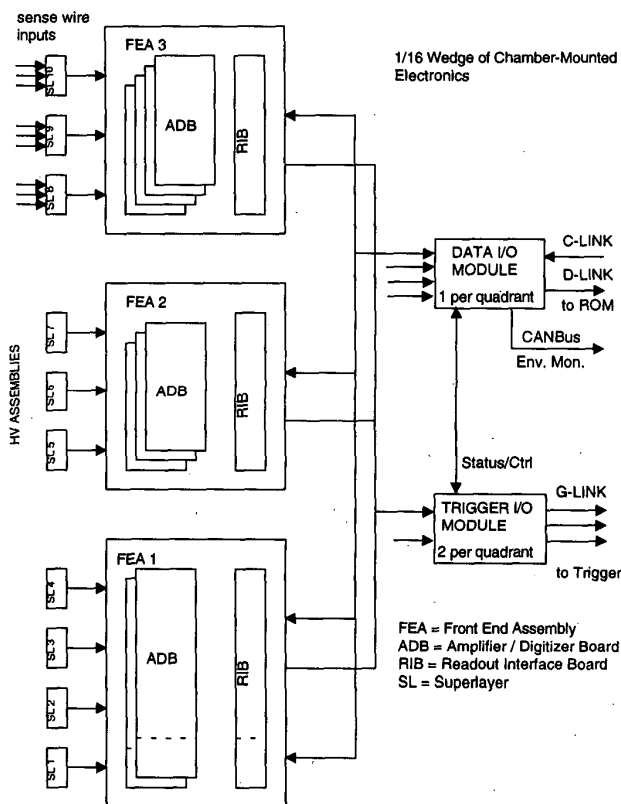 sense wire
inputs
FEA 3
ADB
RIB
SL 10
SL 9
SL 8
1/16 Wedge of Chamber-Mounted
Electronics
DATA I/O
MODULE
1 per quadrant
C-LINK
D-LINK
to ROM
CANBus
Env. Mon.
HV ASSEMBLIES
FEA 2
ADB
RIB
SL 7
SL 6
SL 5
Status/Ctrl
TRIGGER I/O
MODULE
2 per quadrant
G-LINK
to Trigger
FEA 1
ADB
RIB
SL 4
SL 3
SL 2
SL 1
FEA = Front End Assembly
ADB = Amplifier / Digitizer Board
RIB = Readout Interface Board
SL = Superlayer